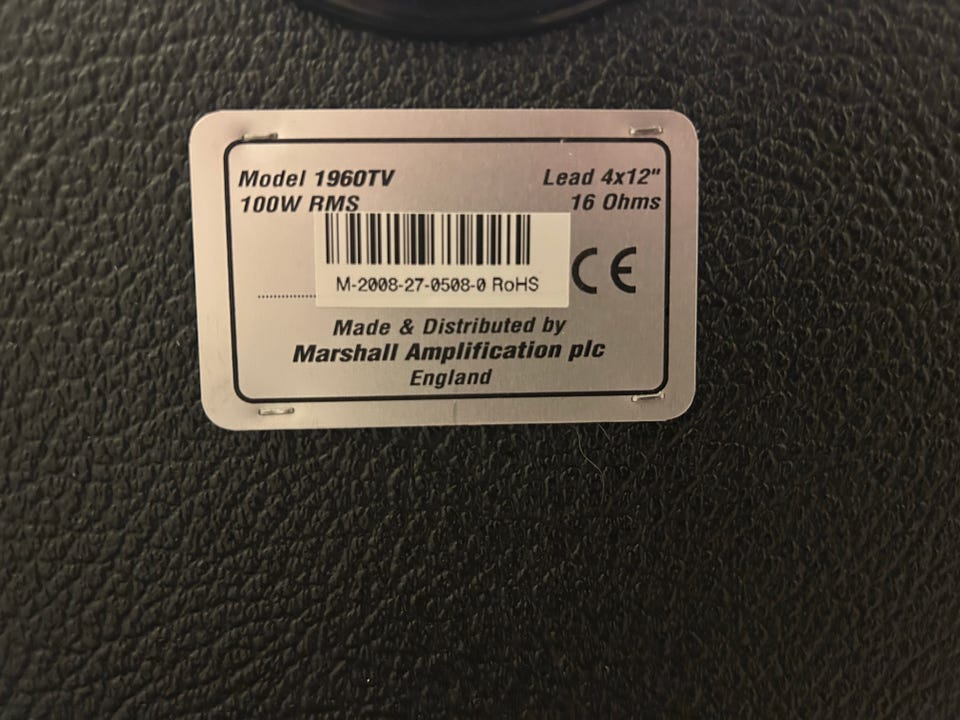 Model 1960TV
Lead 4x12"
100W RMS
16 Ohms
M-2008-27-0508-0 RoHS
CE
Made & Distributed by
Marshall Amplification plc
England